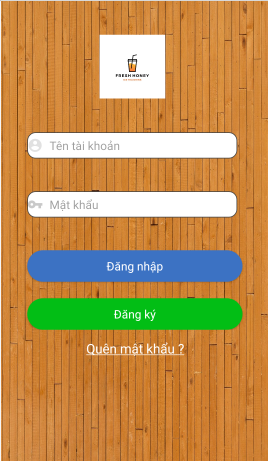 FRESH HONEY
Tên tài khoản
Mật khẩu
Đăng nhập
Đăng ký
Quên mật khẩu ?